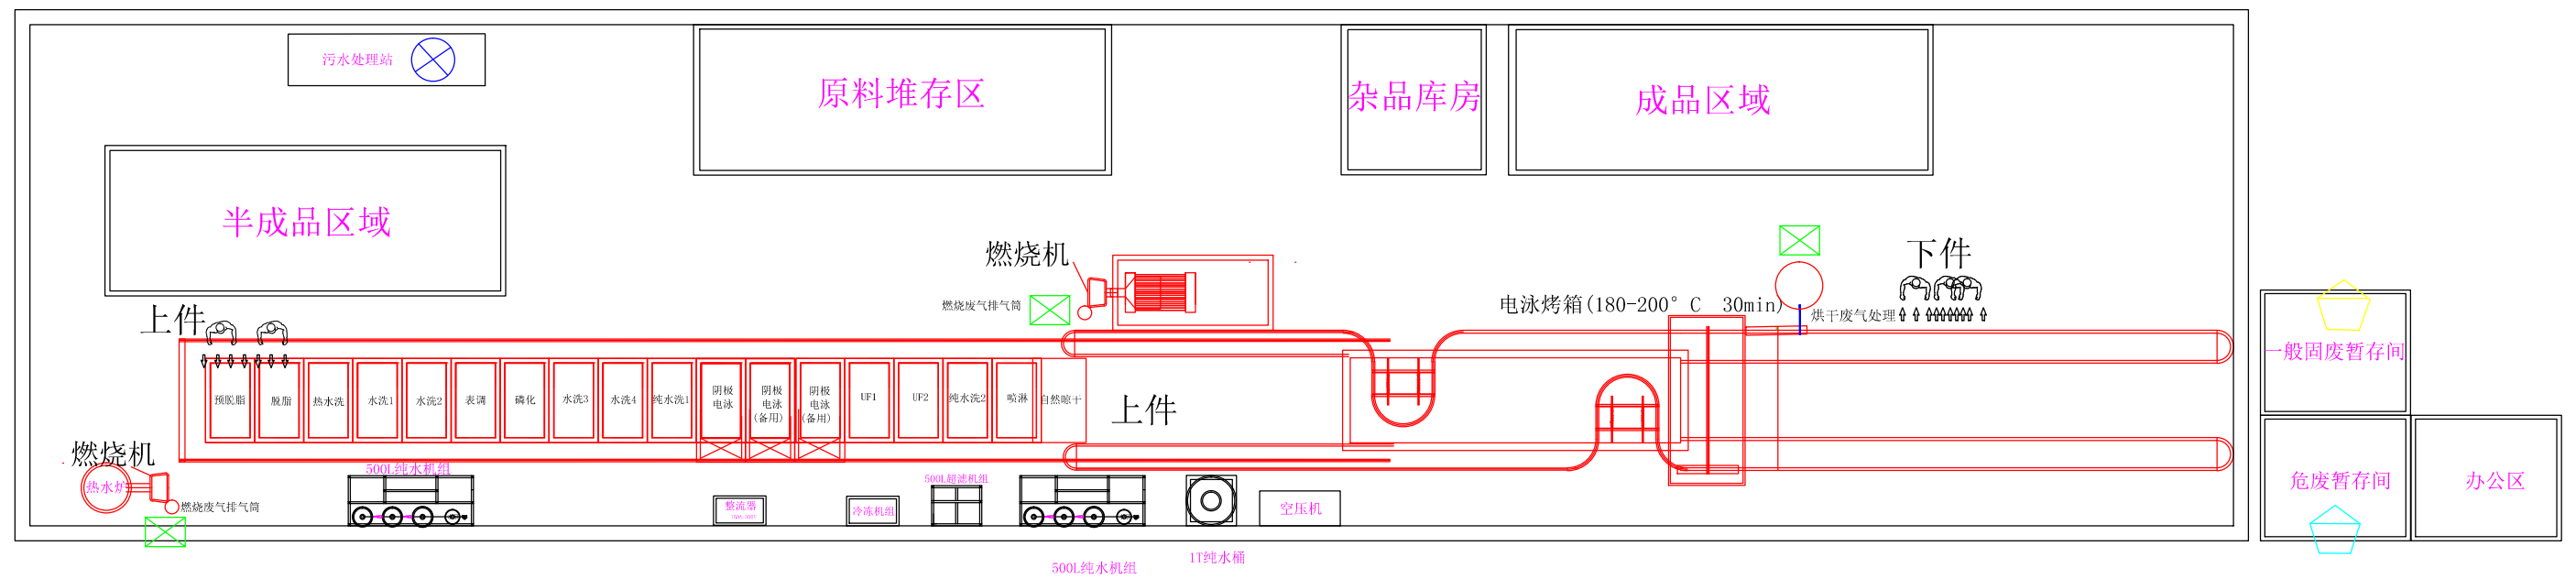 污水处理站
原料堆存区
杂品库房
成品区域
半成品区域
燃烧机
下件
上件
燃烧废气排气筒
电泳烤箱(180-200°C 30min)
烘干废气处理
一般固废暂存间
预脱脂
脱脂
热水洗
水洗1
水洗2
表调
磷化
水洗3
水洗4
纯水洗1
阴极
电泳
阴极
电泳
(备用)
阴极
电泳
(备用)
UF1
UF2
纯水洗2
喷淋
自然晾干
上件
燃烧机
热水炉
燃烧废气排气筒
500L纯水机组
整流器
冷冻机组
500L超滤机组
空压机
危废暂存间
办公区
1T纯水桶
500L纯水机组